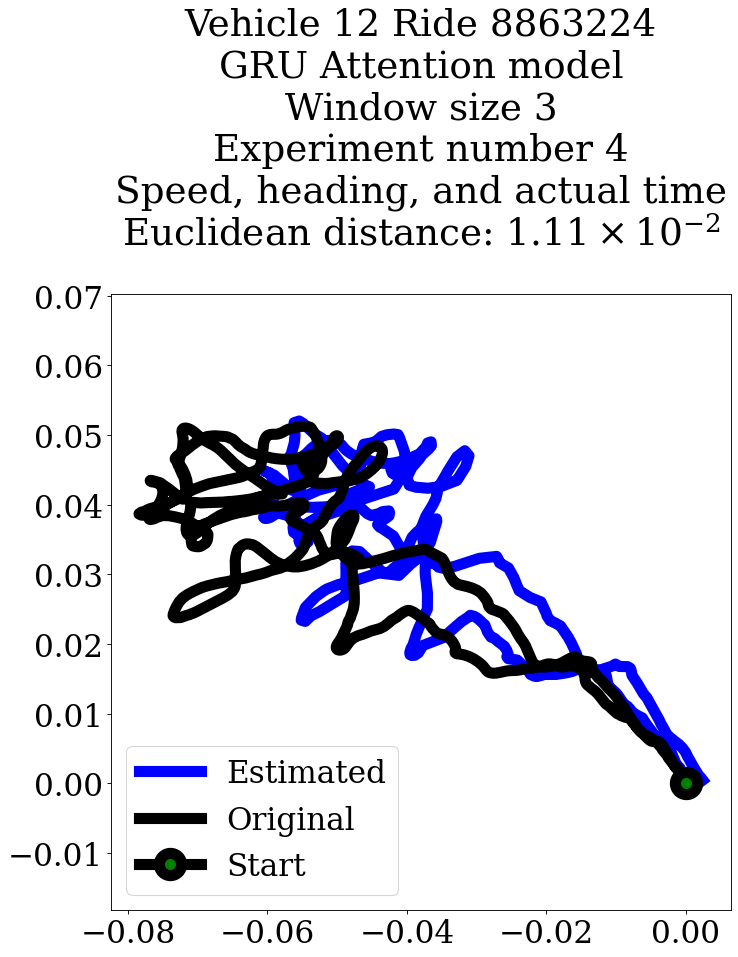 Vehicle 12 Ride 8863224
GRU Attention model
Window size 3
Experiment number 4
Speed, heading, and actual time
Euclidean distance: 1.11 × 10⁻²
0.07
0.06
0.05
0.04
0.03
0.02
0.01
0.00
−0.01
Estimated
Original
Start
−0.08
−0.06
−0.04
−0.02
0.00